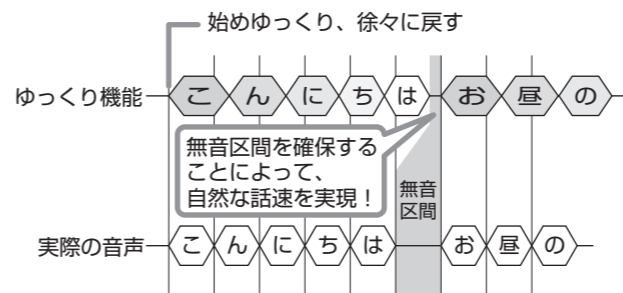 始めゆっくり、徐々に戻す
ゆっくり機能 こ ん に ち は お 昼 の
無音区間を確保する
ことによって、
自然な話速を実現！
無音
区間
実際の音声 こ ん に ち は お 昼 の